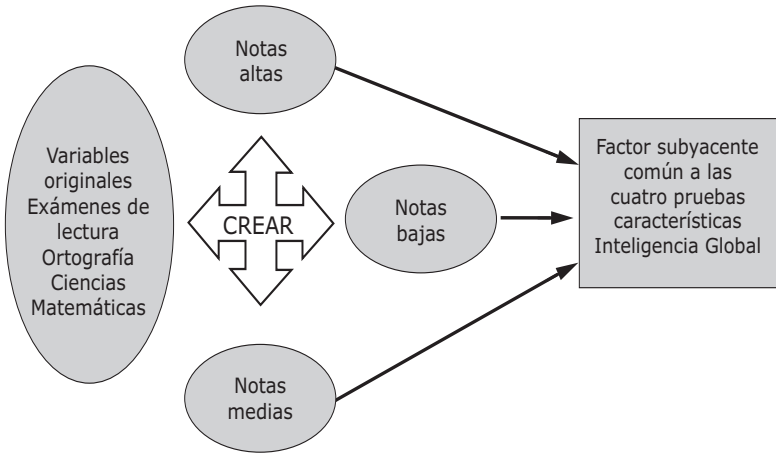 Variables
originales
Exámenes de
lectura
Ortografía
Ciencias
Matemáticas
Notas
altas
CREAR
Notas
bajas
Notas
medias
Factor subyacente
común a las
cuatro pruebas
características
Inteligencia Global